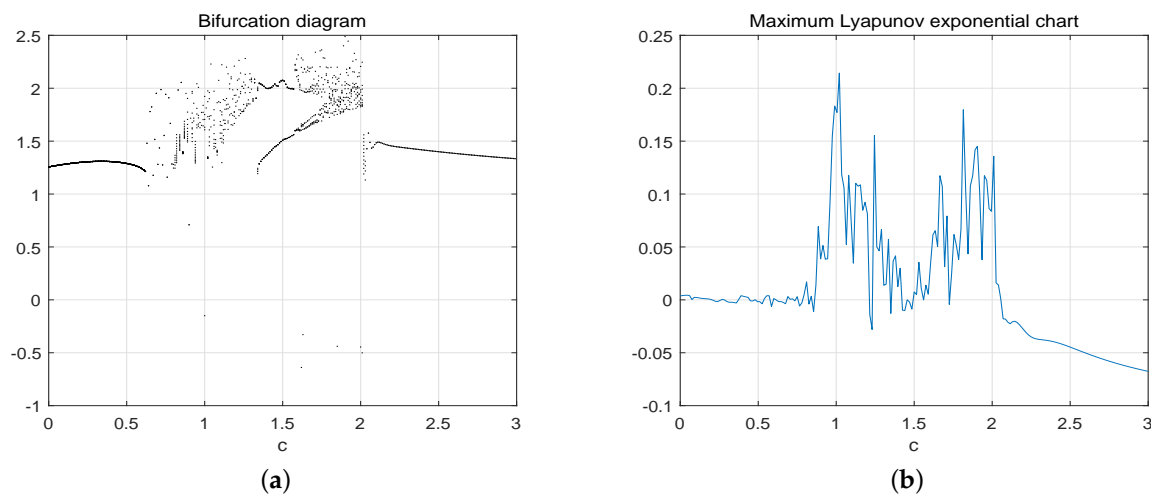 Bifurcation diagram
2.5
2
1.5
1
0.5
0
-0.5
-1
0 0.5 1 1.5 2 2.5 3
c
(a)
Maximum Lyapunov exponential chart
0.25
0.2
0.15
0.1
0.05
0
-0.05
-0.1
0 0.5 1 1.5 2 2.5 3
c
(b)